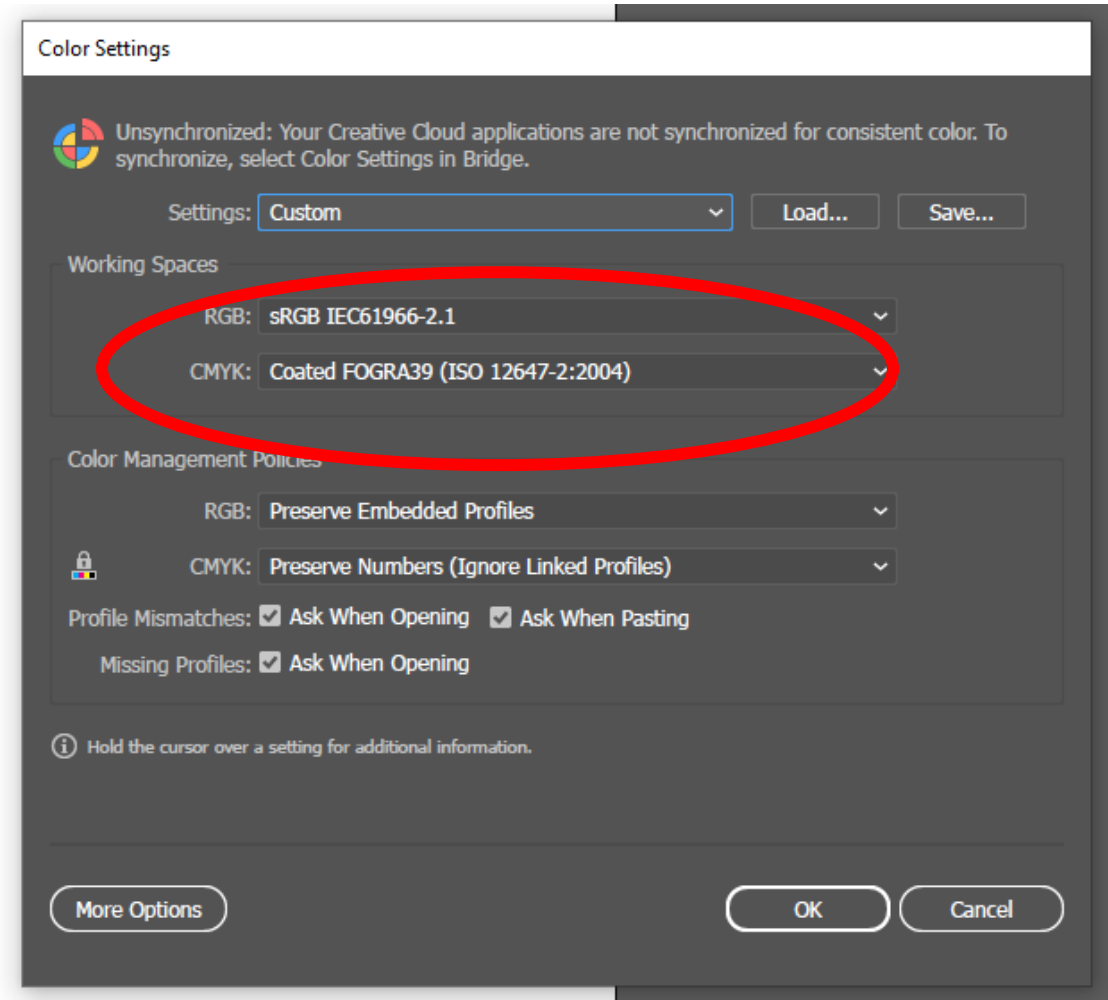 Color Settings
Unsynchronized: Your Creative Cloud applications are not synchronized for consistent color. To
synchronize, select Color Settings in Bridge.
Settings: Custom Load... Save...
Working Spaces
RGB: sRGB IEC61966-2.1
CMYK: Coated FOGRA39 (ISO 12647-2:2004)
Color Management Policies
RGB: Preserve Embedded Profiles
CMYK: Preserve Numbers (Ignore Linked Profiles)
Profile Mismatches: Ask When Opening Ask When Pasting
Missing Profiles: Ask When Opening
Hold the cursor over a setting for additional information.
More Options OK Cancel